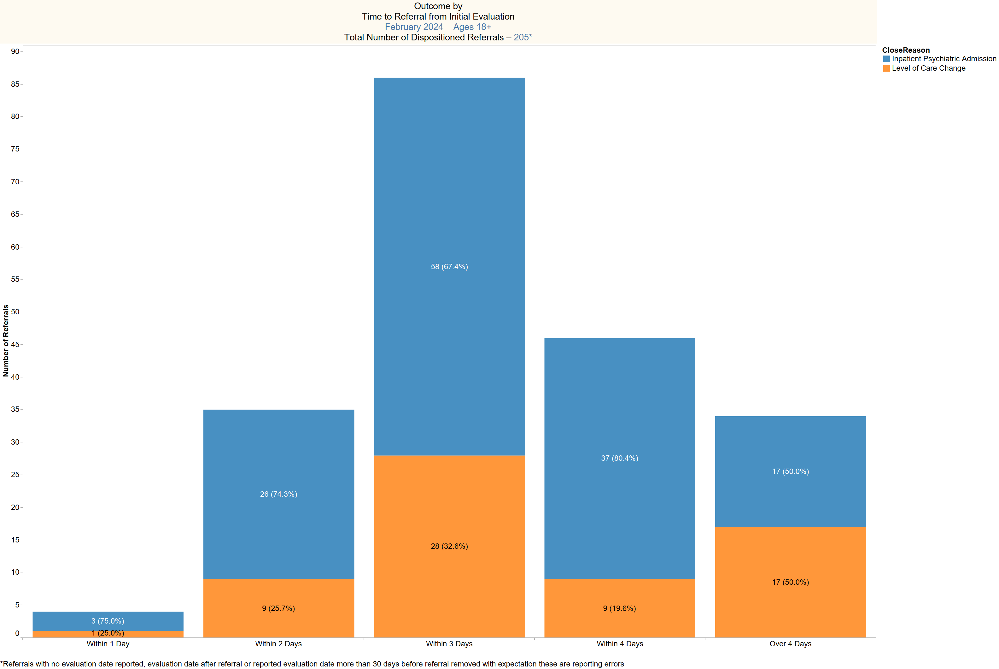 Outcome by
Time to Referral from Initial Evaluation
February 2024 Ages 18+
Total Number of Dispositioned Referrals – 205*
CloseReason
Inpatient Psychiatric Admission
Level of Care Change
Number of Referrals
90
85
80
75
70
65
60
55
50
45
40
35
30
25
20
15
10
5
0
3 (75.0%)
1 (25.0%)
26 (74.3%)
9 (25.7%)
58 (67.4%)
28 (32.6%)
37 (80.4%)
9 (19.6%)
17 (50.0%)
17 (50.0%)
Within 1 Day
Within 2 Days
Within 3 Days
Within 4 Days
Over 4 Days
*Referrals with no evaluation date reported, evaluation date after referral or reported evaluation date more than 30 days before referral removed with expectation these are reporting errors